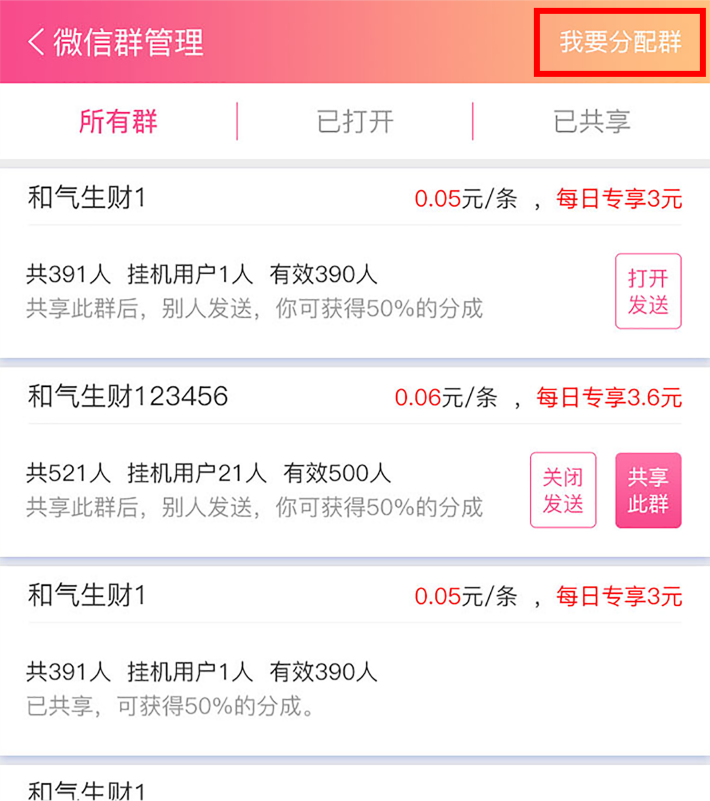 微信群管理 我要分配群
所有群 已打开 已共享
和气生财1 0.05元/条 ，每日专享3元
共391人 挂机用户1人 有效390人
共享此群后，别人发送，你可获得50%的分成
打开
发送
和气生财123456 0.06元/条 ，每日专享3.6元
共521人 挂机用户21人 有效500人
共享此群后，别人发送，你可获得50%的分成
关闭
发送
共享
此群
和气生财1 0.05元/条 ，每日专享3元
共391人 挂机用户1人 有效390人
已共享，可获得50%的分成。
和气生财1